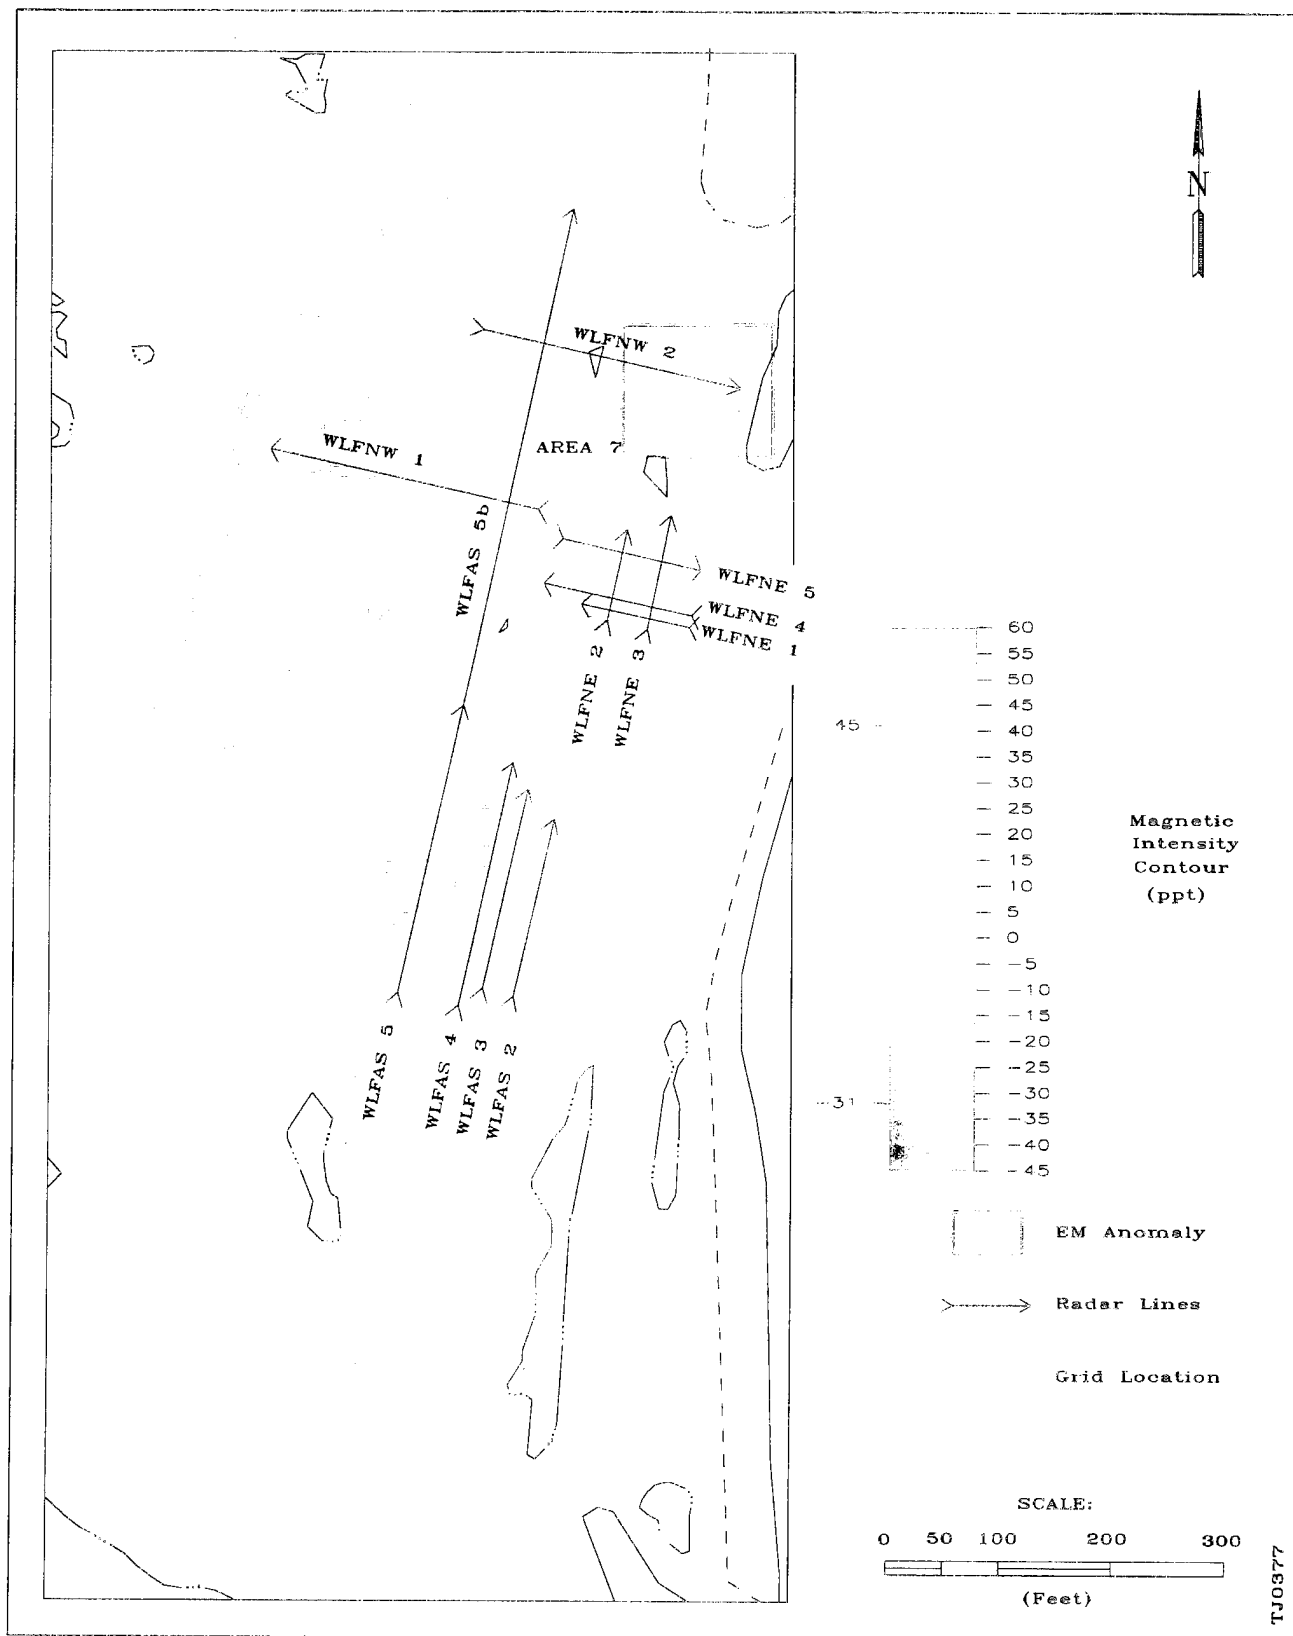 N
WLFNW 2
AREA 7
WLFNW 1
WLFAS 5b
WLFNE 5
WLFNE 4
WLFNE 1
WLFNE 2
WLFNE 3
WLFAS 5
WLFAS 4
WLFAS 3
WLFAS 2
60
55
50
45
45
40
35
30
25
20
15
10
5
0
-5
-10
-15
-20
-25
-30
-31
-35
-40
-45
Magnetic
Intensity
Contour
(ppt)
EM Anomaly
Radar Lines
Grid Location
SCALE:
0 50 100 200 300
(Feet)
TJ0377